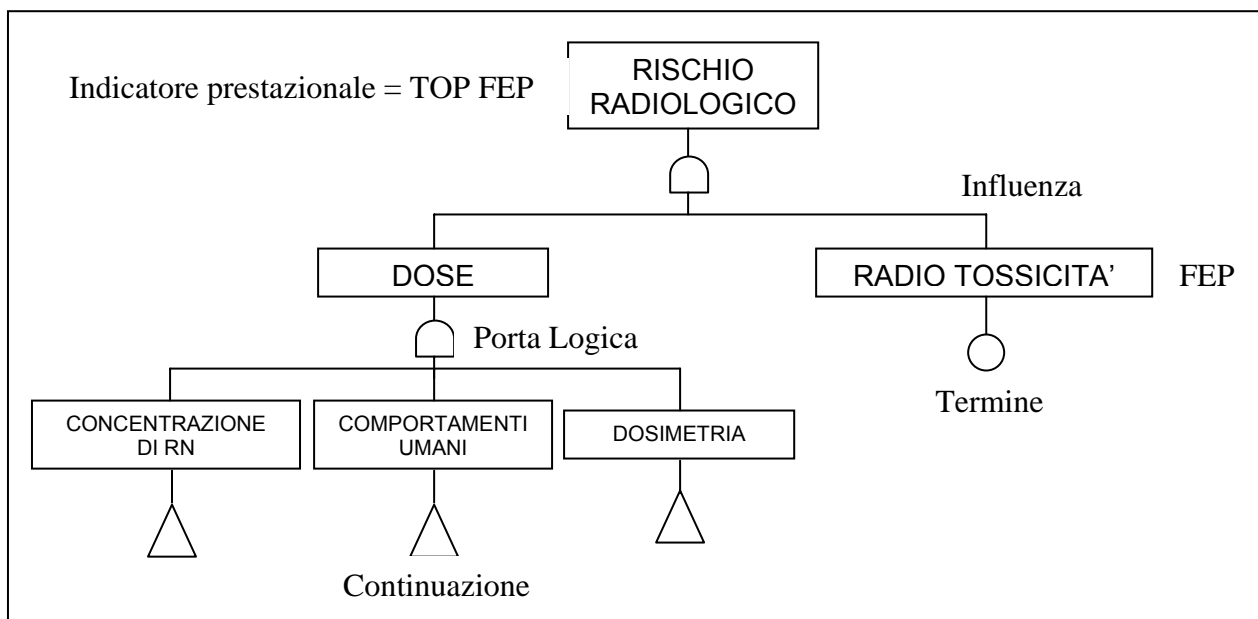 Indicatore prestazionale = TOP FEP
RISCHIO
RADIOLOGICO
Influenza
DOSE
RADIO TOSSICITA’
FEP
Porta Logica
CONCENTRAZIONE
DI RN
COMPORTAMENTI
UMANI
DOSIMETRIA
Termine
Continuazione